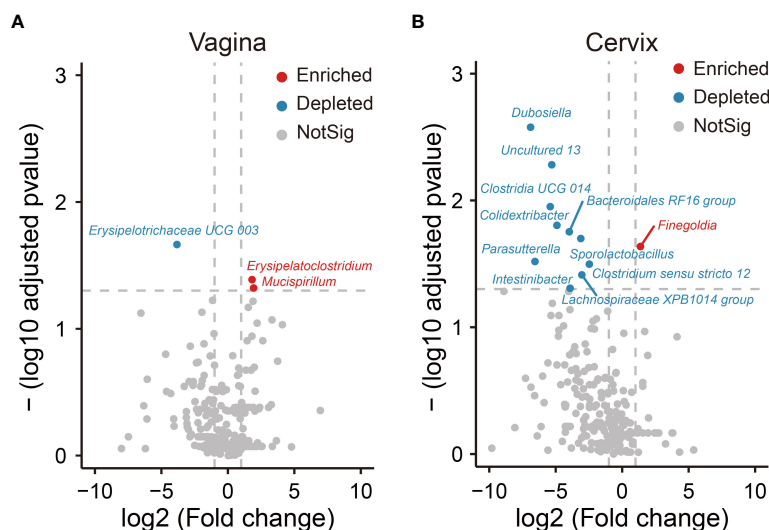 A
Vagina
3
2
1
0
− (log10 adjusted pvalue)
Enriched
Depleted
NotSig
Erysipelotrichaceae UCG 003
Erysipelatoclostridium
Mucispirillum
−10
−5
0
5
10
log2 (Fold change)
B
Cervix
3
2
1
0
− (log10 adjusted pvalue)
Enriched
Depleted
NotSig
Dubosiella
Uncultured 13
Clostridia UCG 014
Bacteroidales RF16 group
Colidextribacter
Finegoldia
Parasutterella
Sporolactobacillus
Clostridium sensu stricto 12
Intestinibacter
Lachnospiraceae XPB1014 group
−10
−5
0
5
10
log2 (Fold change)